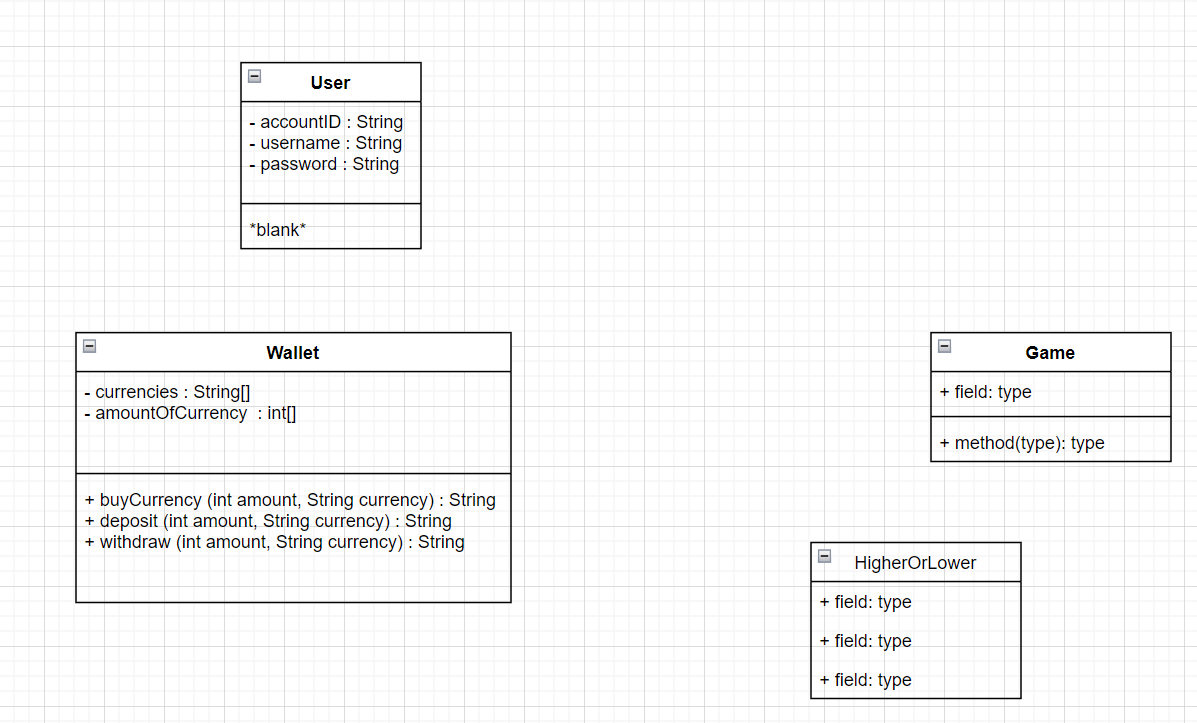 User
- accountID : String
- username : String
- password : String
*blank*
Wallet
- currencies : String[]
- amountOfCurrency  : int[]
+ buyCurrency (int amount, String currency) : String
+ deposit (int amount, String currency) : String
+ withdraw (int amount, String currency) : String
Game
+ field: type
+ method(type): type
HigherOrLower
+ field: type
+ field: type
+ field: type